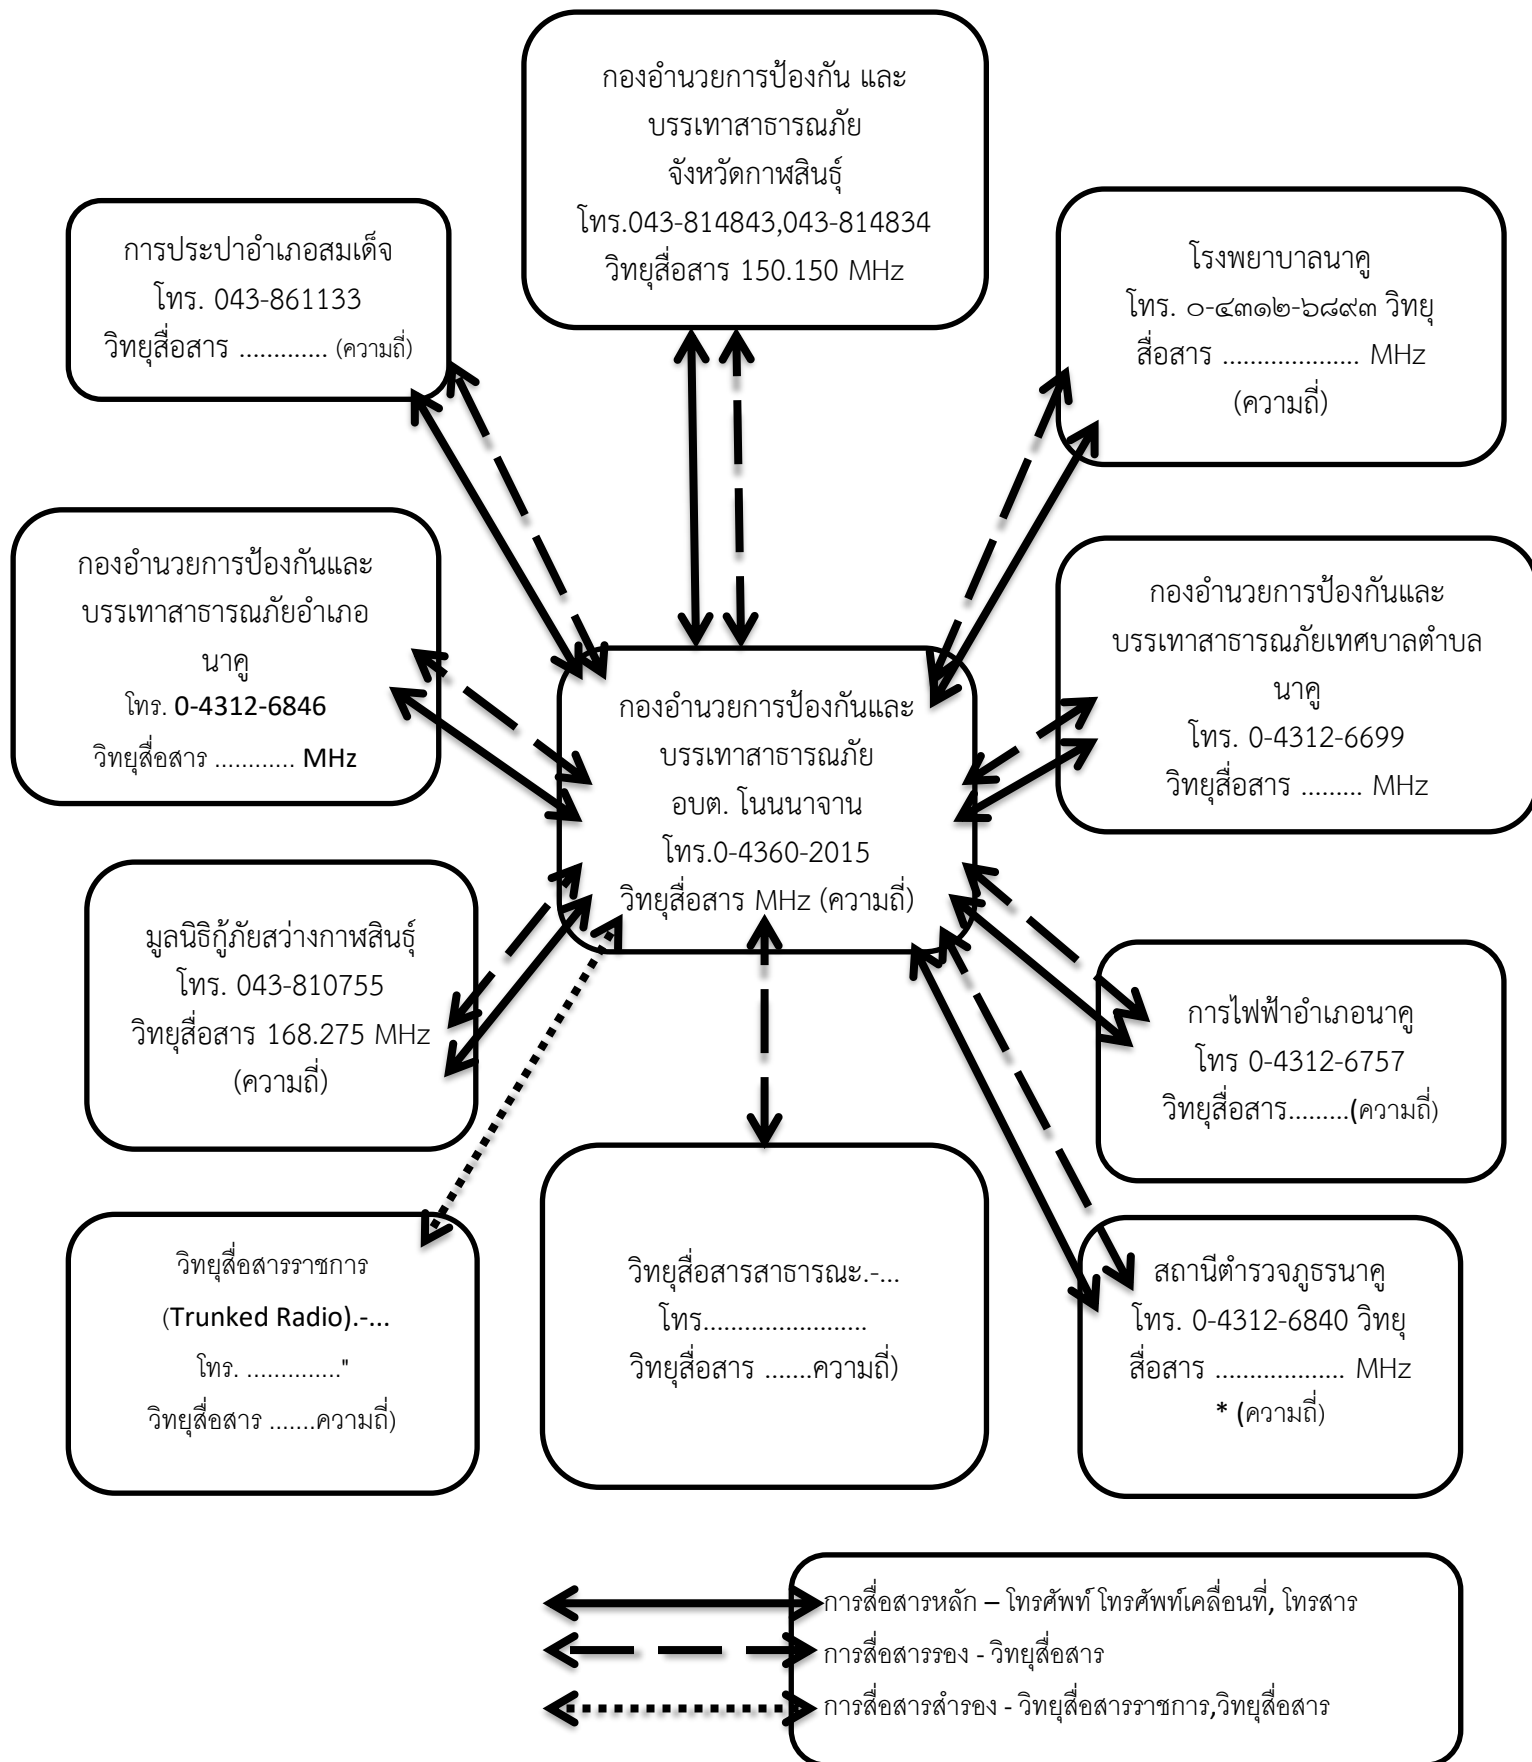 กองอำนวยการป้องกัน และ
บรรเทาสาธารณภัย
จังหวัดกาฬสินธุ์
โทร.043-814843,043-814834
วิทยุสื่อสาร 150.150 MHz
การประปาอำเภอสมเด็จ
โทร. 043-861133
วิทยุสื่อสาร ............. (ความถี่)
โรงพยาบาลนาคู
โทร. ๐-๔๓๑๒-๖๘๙๓ วิทยุ
สื่อสาร .................... MHz
(ความถี่)
กองอำนวยการป้องกันและ
บรรเทาสาธารณภัยอำเภอ
นาคู
โทร. 0-4312-6846
วิทยุสื่อสาร ............ MHz
กองอำนวยการป้องกันและ
บรรเทาสาธารณภัยเทศบาลตำบล
นาคู
โทร. 0-4312-6699
วิทยุสื่อสาร ......... MHz
กองอำนวยการป้องกันและ
บรรเทาสาธารณภัย
อบต. โนนนาจาน
โทร.0-4360-2015
วิทยุสื่อสาร MHz (ความถี่)
มูลนิธิกู้ภัยสว่างกาฬสินธุ์
โทร. 043-810755
วิทยุสื่อสาร 168.275 MHz
(ความถี่)
การไฟฟ้าอำเภอนาคู
โทร 0-4312-6757
วิทยุสื่อสาร.........(ความถี่)
วิทยุสื่อสารราชการ
(Trunked Radio).-...
โทร. ............."
วิทยุสื่อสาร .......ความถี่)
วิทยุสื่อสารสาธารณะ.-...
โทร........................
วิทยุสื่อสาร .......ความถี่)
สถานีตำรวจภูธรนาคู
โทร. 0-4312-6840 วิทยุ
สื่อสาร ................... MHz
* (ความถี่)
การสื่อสารหลัก – โทรศัพท์ โทรศัพท์เคลื่อนที่, โทรสาร
การสื่อสารรอง - วิทยุสื่อสาร
การสื่อสารสำรอง - วิทยุสื่อสารราชการ,วิทยุสื่อสาร